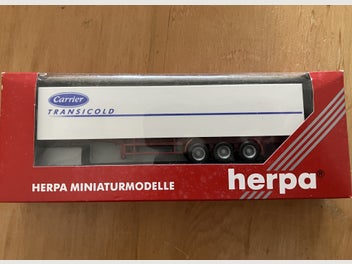 Carrier
TRANSICOLD
HERPA MINIATURMODELLE
herpa®